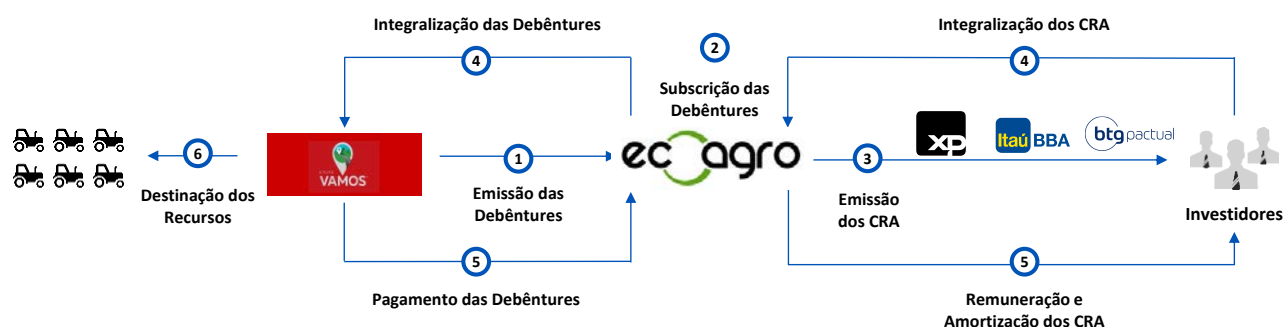 Integralização das Debêntures
Integralização dos CRA
2
4
4
Subscrição das
Debêntures
xp
Itaú BBA
btg pactual
6
VAMOS
1
ecoagro
3
Destinação dos
Recursos
Emissão das
Debêntures
Emissão
dos CRA
Investidores
5
5
Pagamento das Debêntures
Remuneração e
Amortização dos CRA